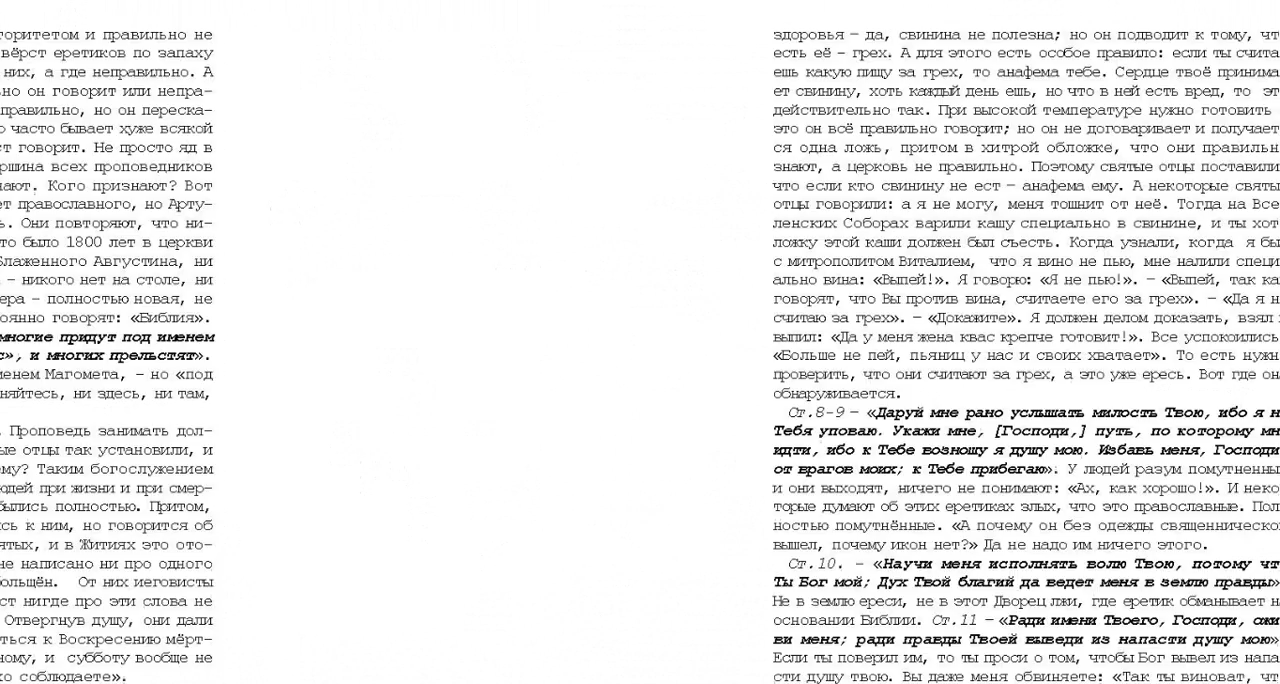 торитетом и правильно не
вёрст еретиков по запаху
них, а где неправильно. А
но он говорит или непра-
правильно, но он переска-
о часто бывает хуже всякой
ст говорит. Не просто яд в
ршина всех проповедников
нают. Кого признают? Вот
ет православного, но Арту-
ь. Они повторяют, что ни-
то было 1800 лет в церкви
Блаженного Августина, ни
– никого нет на столе, ни
ера – полностью новая, не
оянно говорят: «Библия».
многие придут под именем
с», и многих прельстят».
менем Магомета, – но «под
няйтесь, ни здесь, ни там,
. Проповедь занимать дол-
ые отцы так установили, и
ему? Таким богослужением
юдей при жизни и при смер-
былись полностью. Притом,
сь к ним, но говорится об
ятых, и в Житиях это ото-
не написано ни про одного
ольщён. От них иеговисты
ст нигде про эти слова не
Отвергнув душу, они дали
ться к Воскресению мёрт-
ному, и субботу вообще не
ко соблюдаете».
здоровья – да, свинина не полезна; но он подводит к тому, чт
есть её – грех. А для этого есть особое правило: если ты счита
ешь какую пищу за грех, то анафема тебе. Сердце твоё принима
ет свинину, хоть каждый день ешь, но что в ней есть вред, то эт
действительно так. При высокой температуре нужно готовить
это он всё правильно говорит; но он не договаривает и получает
ся одна ложь, притом в хитрой обложке, что они правильн
знают, а церковь не правильно. Поэтому святые отцы поставили
что если кто свинину не ест – анафема ему. А некоторые святы
отцы говорили: а я не могу, меня тошнит от неё. Тогда на Все
ленских Соборах варили кашу специально в свинине, и ты хот
ложку этой каши должен был съесть. Когда узнали, когда я бы
с митрополитом Виталием, что я вино не пью, мне налили специ
ально вина: «Выпей!». Я говорю: «Я не пью!». – «Выпей, так ка
говорят, что Вы против вина, считаете его за грех». – «Да я н
считаю за грех». – «Докажите». Я должен делом доказать, взял
выпил: «Да у меня жена квас крепче готовит!». Все успокоились
«Больше не пей, пьяниц у нас и своих хватает». То есть нужн
проверить, что они считают за грех, а это уже ересь. Вот где он
обнаруживается.
Ст.8-9 – «Даруй мне рано услышать милость Твою, ибо я н
Тебя уповаю. Укажи мне, [Господи,] путь, по которому мн
идти, ибо к Тебе возношу я душу мою. Избавь меня, Господи
от врагов моих; к Тебе прибегаю». У людей разум помутненны
и они выходят, ничего не понимают: «Ах, как хорошо!». И неко
торые думают об этих еретиках злых, что это православные. Пол
ностью помутнённые. «А почему он без одежды священническо
вышел, почему икон нет?» Да не надо им ничего этого.
Ст.10. – «Научи меня исполнять волю Твою, потому чт
Ты Бог мой; Дух Твой благий да ведет меня в землю правды»
Не в землю ереси, не в этот Дворец лжи, где еретик обманывает н
основании Библии. Ст.11 – «Ради имени Твоего, Господи, ожи
ви меня; ради правды Твоей выведи из напасти душу мою»
Если ты поверил им, то ты проси о том, чтобы Бог вывел из напа
сти душу твою. Вы даже меня обвиняете: «Так ты виноват, чт